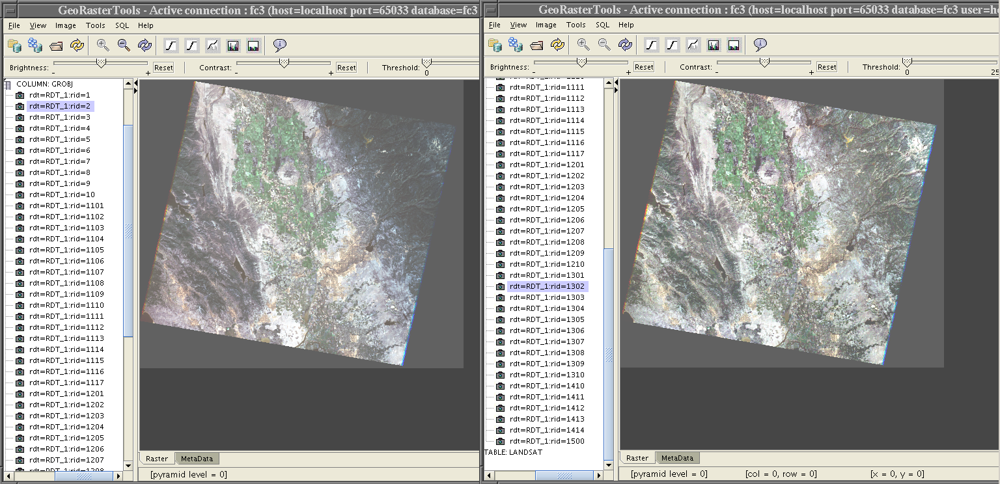 GeoRasterTools - Active connection : fc3 (host=localhost port=65033 database=fc3
File View Image Tools SQL Help
Brightness: - + Reset Contrast: - + Reset Threshold: 0
COLUMN: GROBJ
rdt=RDT_1:rid=1
rdt=RDT_1:rid=2
rdt=RDT_1:rid=3
rdt=RDT_1:rid=4
rdt=RDT_1:rid=5
rdt=RDT_1:rid=6
rdt=RDT_1:rid=7
rdt=RDT_1:rid=8
rdt=RDT_1:rid=9
rdt=RDT_1:rid=10
rdt=RDT_1:rid=1101
rdt=RDT_1:rid=1102
rdt=RDT_1:rid=1103
rdt=RDT_1:rid=1104
rdt=RDT_1:rid=1105
rdt=RDT_1:rid=1106
rdt=RDT_1:rid=1107
rdt=RDT_1:rid=1108
rdt=RDT_1:rid=1109
rdt=RDT_1:rid=1110
rdt=RDT_1:rid=1111
rdt=RDT_1:rid=1112
rdt=RDT_1:rid=1113
rdt=RDT_1:rid=1114
rdt=RDT_1:rid=1115
rdt=RDT_1:rid=1116
rdt=RDT_1:rid=1117
rdt=RDT_1:rid=1201
rdt=RDT_1:rid=1202
rdt=RDT_1:rid=1203
rdt=RDT_1:rid=1204
rdt=RDT_1:rid=1205
rdt=RDT_1:rid=1206
rdt=RDT_1:rid=1207
rdt=RDT_1:rid=1208
Raster MetaData
[pyramid level = 0]
GeoRasterTools - Active connection : fc3 (host=localhost port=65033 database=fc3 user=h
File View Image Tools SQL Help
Brightness: - + Reset Contrast: - + Reset Threshold: 0 25
rdt=RDT_1:rid=1111
rdt=RDT_1:rid=1112
rdt=RDT_1:rid=1113
rdt=RDT_1:rid=1114
rdt=RDT_1:rid=1115
rdt=RDT_1:rid=1116
rdt=RDT_1:rid=1117
rdt=RDT_1:rid=1201
rdt=RDT_1:rid=1202
rdt=RDT_1:rid=1203
rdt=RDT_1:rid=1204
rdt=RDT_1:rid=1205
rdt=RDT_1:rid=1206
rdt=RDT_1:rid=1207
rdt=RDT_1:rid=1208
rdt=RDT_1:rid=1209
rdt=RDT_1:rid=1210
rdt=RDT_1:rid=1301
rdt=RDT_1:rid=1302
rdt=RDT_1:rid=1303
rdt=RDT_1:rid=1304
rdt=RDT_1:rid=1305
rdt=RDT_1:rid=1306
rdt=RDT_1:rid=1307
rdt=RDT_1:rid=1308
rdt=RDT_1:rid=1309
rdt=RDT_1:rid=1310
rdt=RDT_1:rid=1410
rdt=RDT_1:rid=1411
rdt=RDT_1:rid=1412
rdt=RDT_1:rid=1413
rdt=RDT_1:rid=1414
rdt=RDT_1:rid=1500
TABLE: LANDSAT
Raster MetaData
[pyramid level = 0] [col = 0, row = 0] [x = 0, y = 0]